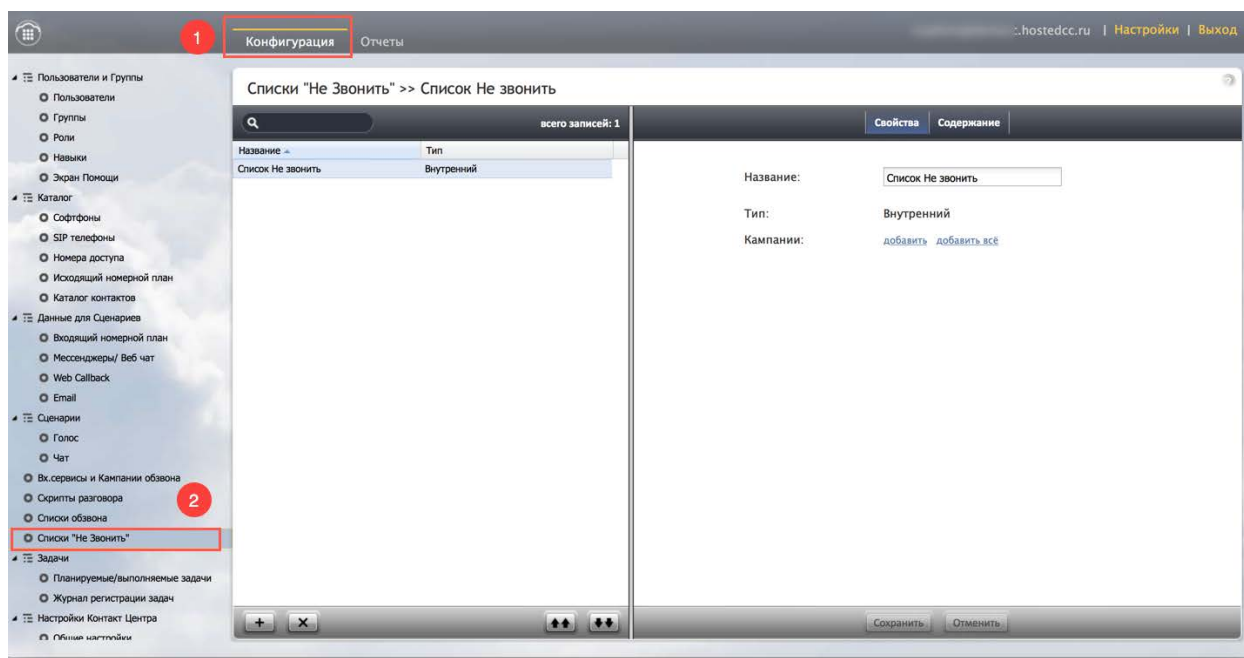 1
Конфигурация
Отчеты
c.hostedcc.ru | Настройки | Выход
Пользователи и Группы
Пользователи
Группы
Роли
Навыки
Экран Помощи
Каталог
Софтфоны
SIP телефоны
Номера доступа
Исходящий номерной план
Каталог контактов
Данные для Сценариев
Входящий номерной план
Мессенджеры/ Веб чат
Web Callback
Email
Сценарии
Голос
Чат
Вх.сервисы и Кампании обзвона
Скрипты разговора
2
Списки обзвона
Списки "Не Звонить"
Задачи
Планируемые/выполняемые задачи
Журнал регистрации задач
Настройки Контакт Центра
Общие настройки
Списки "Не Звонить" >> Список Не звонить
всего записей: 1
Название Тип
Список Не звонить Внутренний
Свойства Содержание
Название: Список Не звонить
Тип: Внутренний
Кампании: добавить добавить всё
Сохранить Отменить